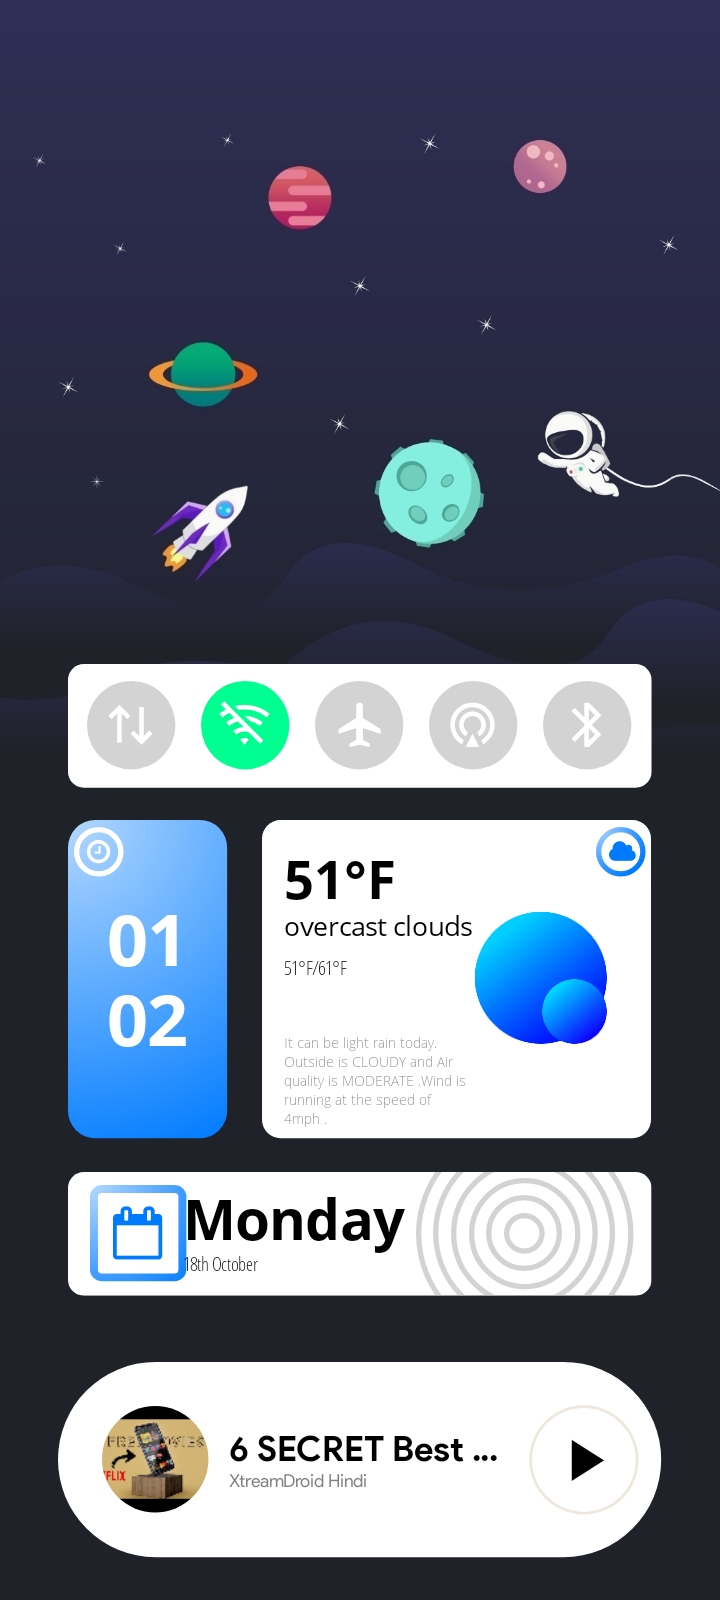 01
02
51°F
overcast clouds
51°F/61°F
It can be light rain today.
Outside is CLOUDY and Air
quality is MODERATE .Wind is
running at the speed of
4mph .
Monday
18th October
FLIX
6 SECRET Best ...
XtreamDroid Hindi